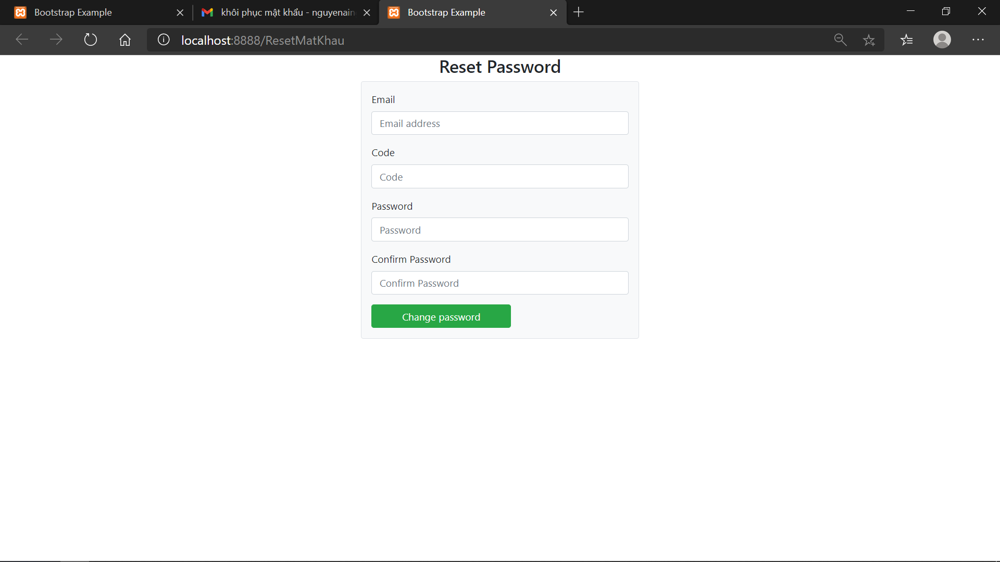 Bootstrap Example
khôi phục mật khẩu - nguyenain
Bootstrap Example
localhost:8888/ResetMatKhau
Reset Password
Email
Email address
Code
Code
Password
Password
Confirm Password
Confirm Password
Change password